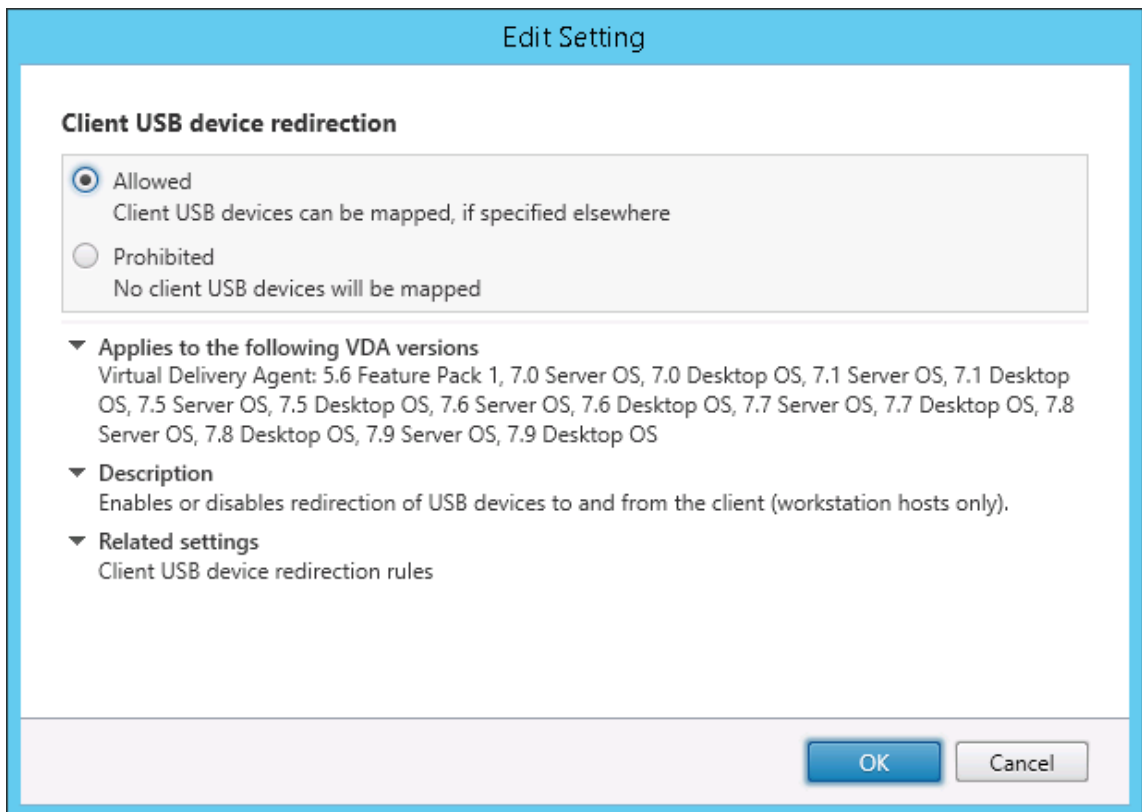 Edit Setting
Client USB device redirection
Allowed
Client USB devices can be mapped, if specified elsewhere
Prohibited
No client USB devices will be mapped
Applies to the following VDA versions
Virtual Delivery Agent: 5.6 Feature Pack 1, 7.0 Server OS, 7.0 Desktop OS, 7.1 Server OS, 7.1 Desktop
OS, 7.5 Server OS, 7.5 Desktop OS, 7.6 Server OS, 7.6 Desktop OS, 7.7 Server OS, 7.7 Desktop OS, 7.8
Server OS, 7.8 Desktop OS, 7.9 Server OS, 7.9 Desktop OS
Description
Enables or disables redirection of USB devices to and from the client (workstation hosts only).
Related settings
Client USB device redirection rules
OK
Cancel